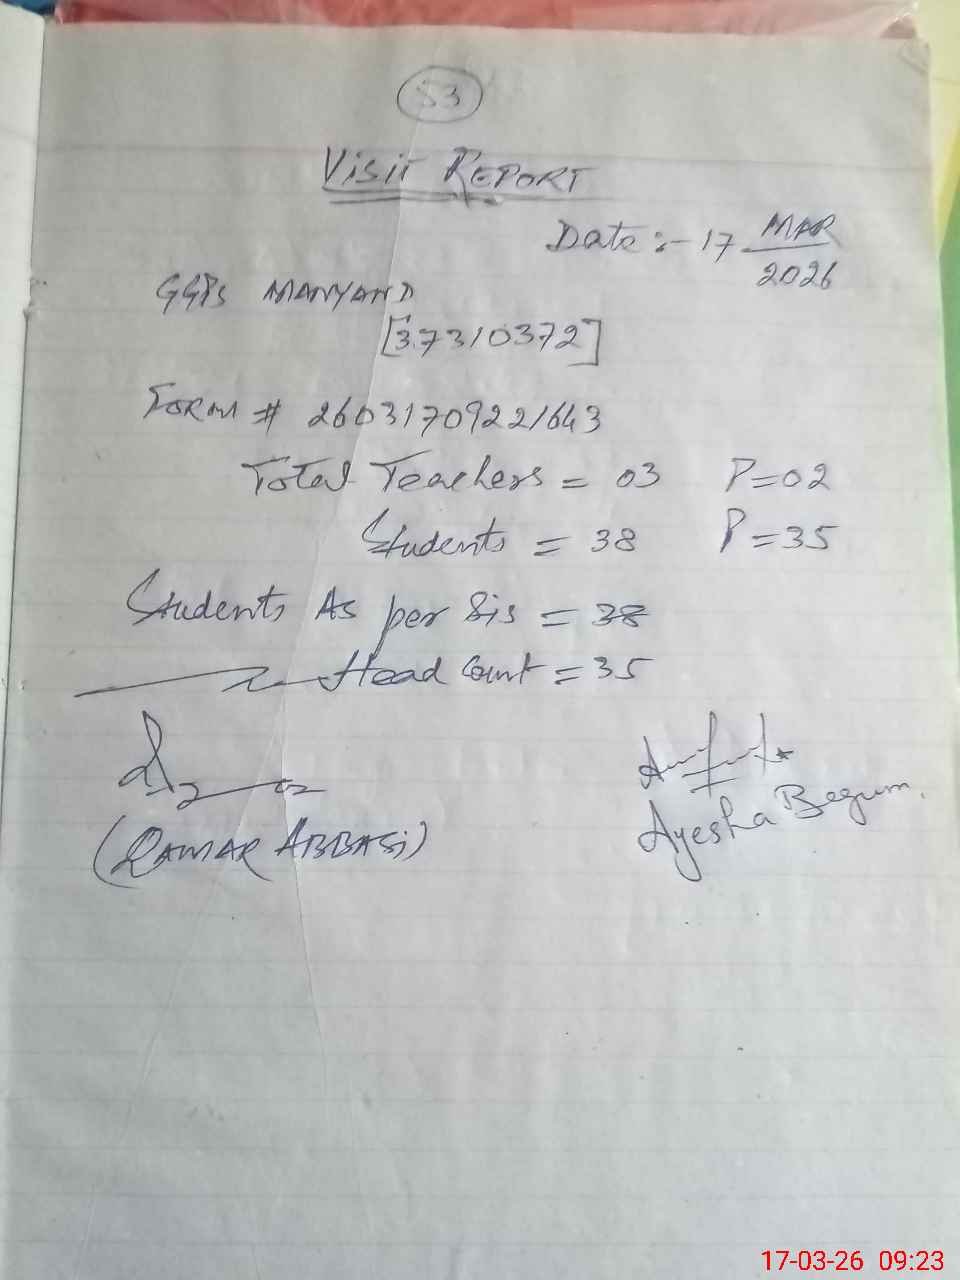 53
Visit REPORT
Date :- 17 MAR 2026
GGPS MANYAND
[37310372]
Form # 26031709221643
Total Teachers = 03 P=02
Students = 38 P=35
Students As per Sis = 38
Head Count = 35
(QAMAR ABBASi)
Ayesha Begum.
17-03-26 09:23